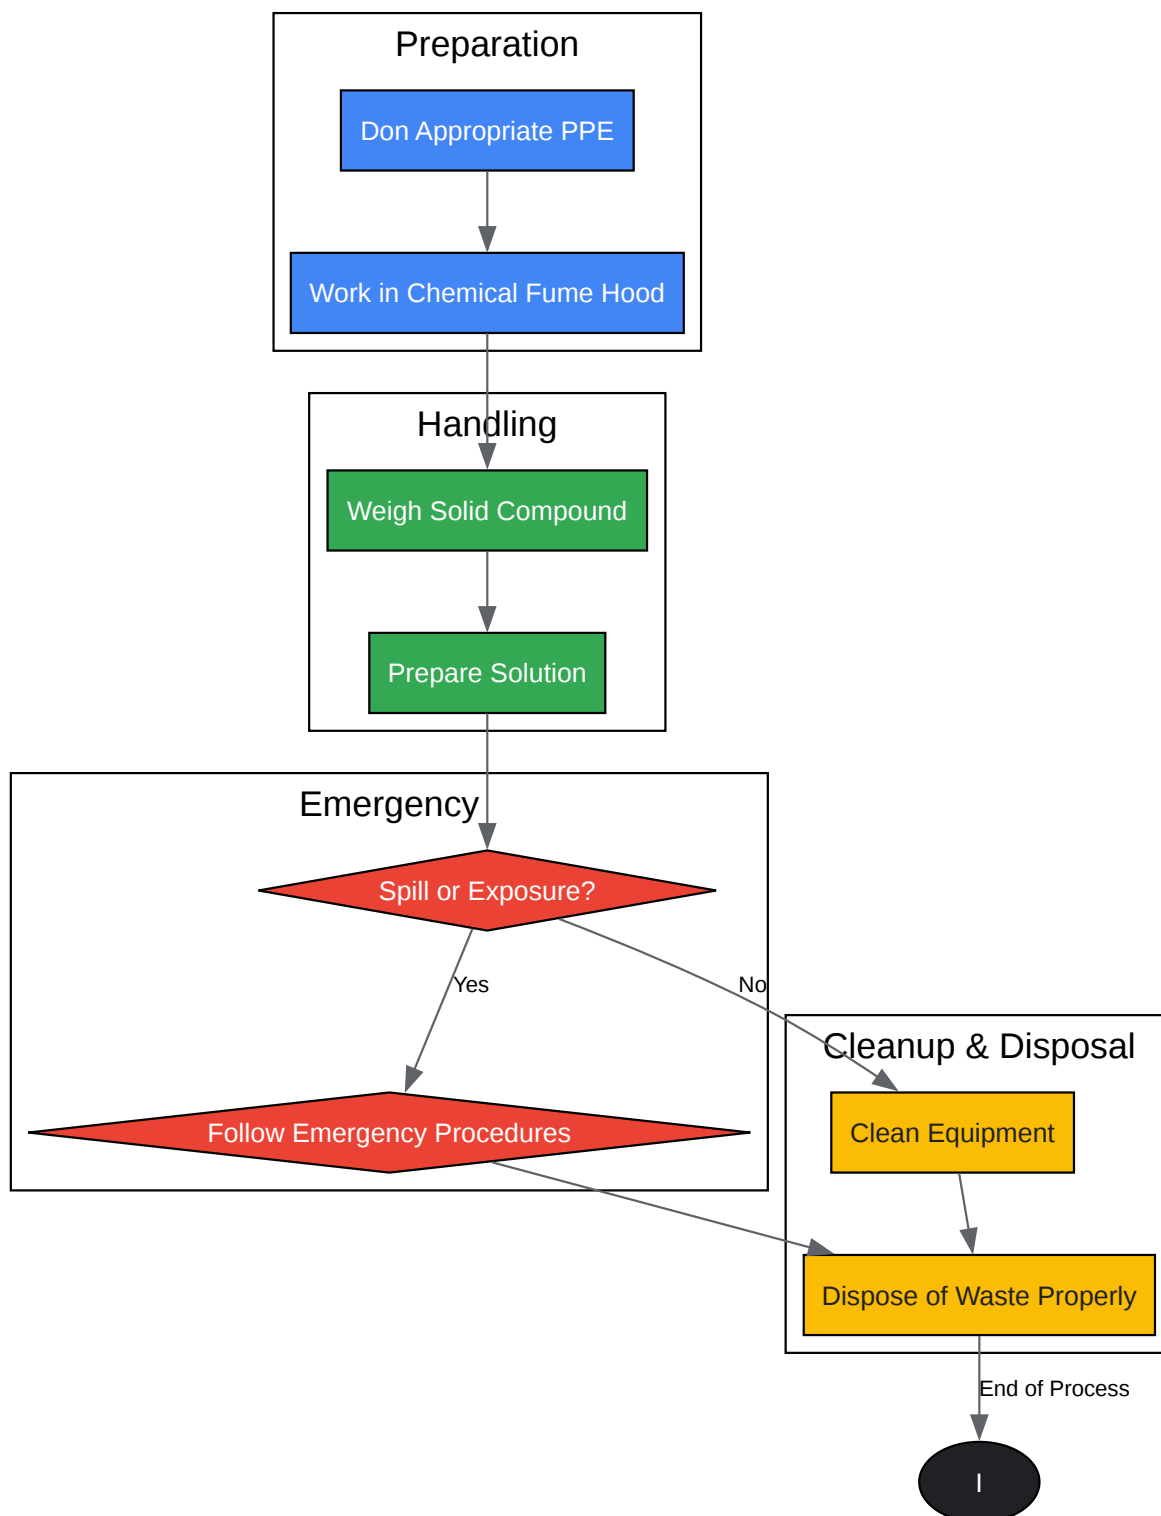 Preparation
Don Appropriate PPE
Work in Chemical Fume Hood
Handling
Weigh Solid Compound
Prepare Solution
Emergency
Spill or Exposure?
Yes
No
Cleanup & Disposal
Follow Emergency Procedures
Clean Equipment
Dispose of Waste Properly
End of Process
I